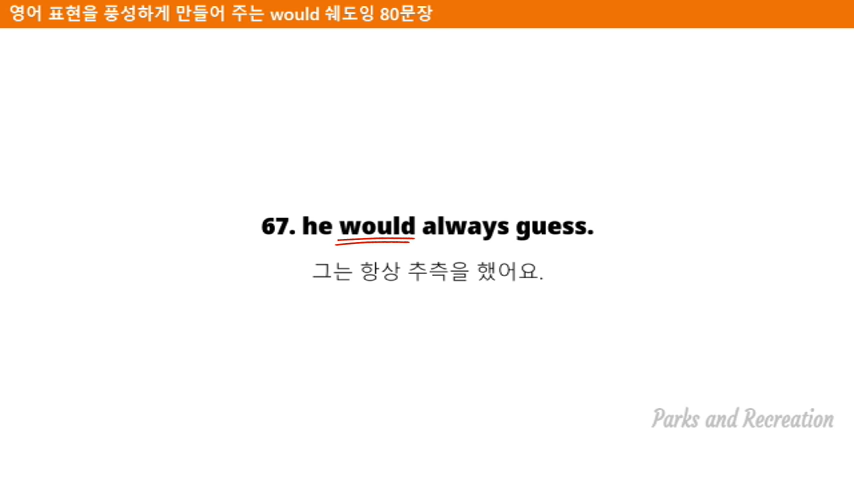 영어 표현을 풍성하게 만들어 주는 would 쉐도잉 80문장
67. he would always guess.
그는 항상 추측을 했어요.
Parks and Recreation